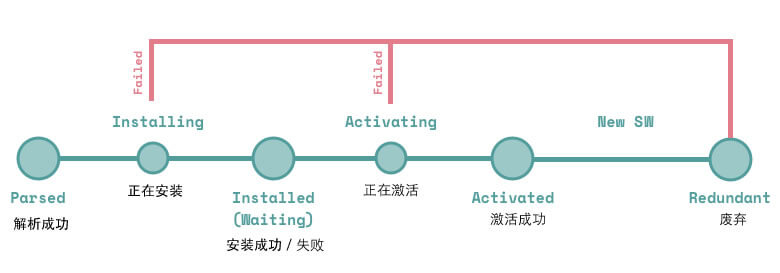 Failed
Failed
Installing
Activating
New SW
Parsed
解析成功
正在安装
Installed
(Waiting)
安装成功 / 失败
正在激活
Activated
激活成功
Redundant
废弃